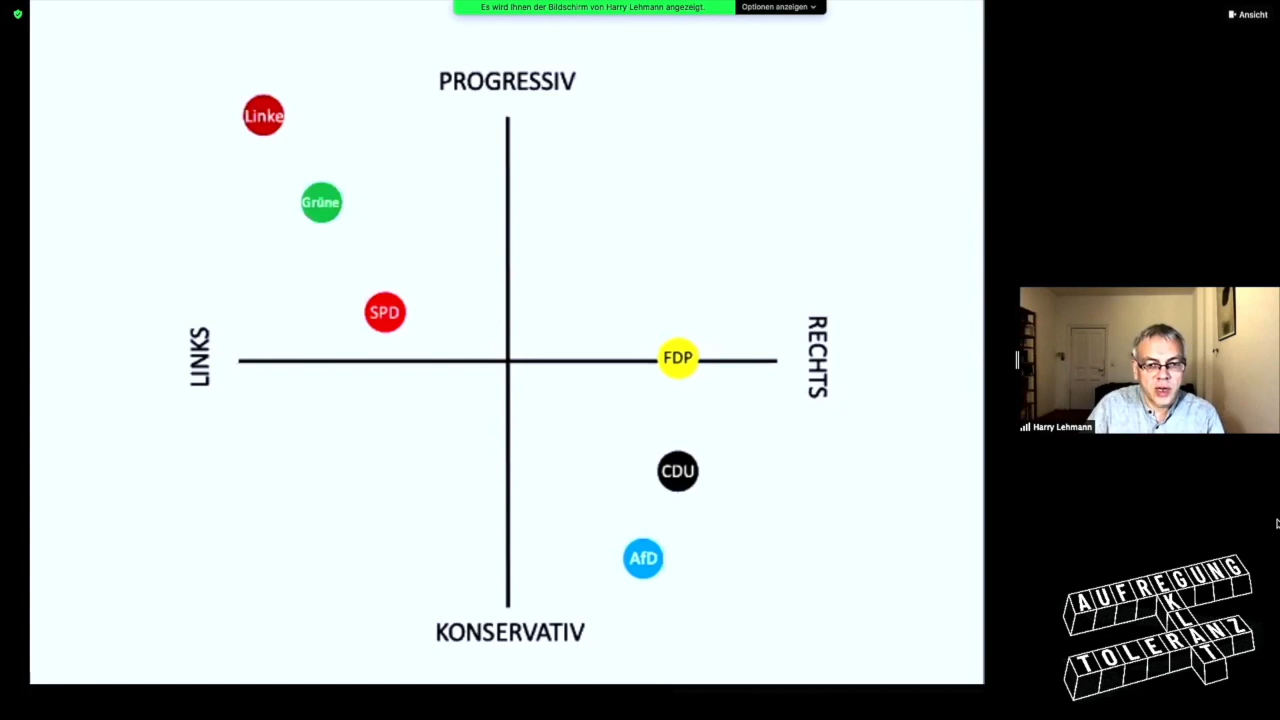 Es wird Ihnen der Bildschirm von Harry Lehmann angezeigt.
Optionen anzeigen
Ansicht
PROGRESSIV
Linke
Grüne
SPD
LINKS
FDP
RECHTS
CDU
AfD
KONSERVATIV
Harry Lehmann
AUFREGUNG
EKLAT
TOLERANZ